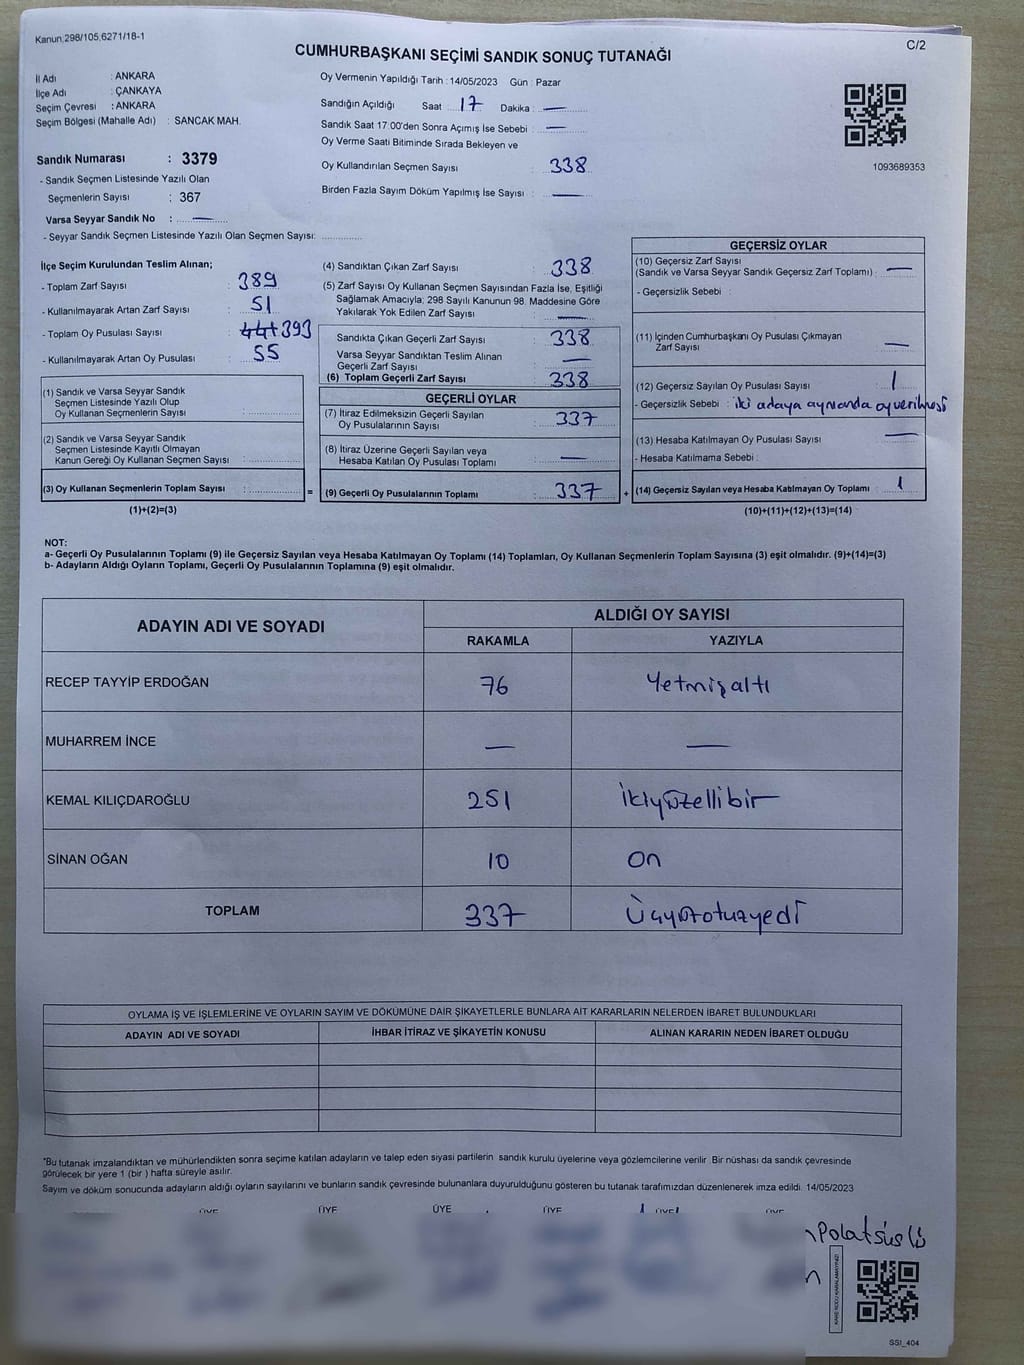 Kanun;298/105;6271/18-1
C/2
CUMHURBAŞKANI SEÇİMİ SANDIK SONUÇ TUTANAĞI
İl Adı : ANKARA
İlçe Adı : ÇANKAYA
Seçim Çevresi : ANKARA
Seçim Bölgesi (Mahalle Adı) : SANCAK MAH.
Oy Vermenin Yapıldığı Tarih : 14/05/2023 Gün : Pazar
Sandığın Açıldığı Saat 17 Dakika : —
Sandık Saat 17:00'den Sonra Açımış İse Sebebi : —
Oy Verme Saati Bitiminde Sırada Bekleyen ve
Oy Kullandırılan Seçmen Sayısı : 338
Birden Fazla Sayım Döküm Yapılmış İse Sayısı : —
1093689353
Sandık Numarası : 3379
- Sandık Seçmen Listesinde Yazılı Olan
Seçmenlerin Sayısı : 367
Varsa Seyyar Sandık No : —
- Seyyar Sandık Seçmen Listesinde Yazılı Olan Seçmen Sayısı:
İlçe Seçim Kurulundan Teslim Alınan;
- Toplam Zarf Sayısı : 389
- Kullanılmayarak Artan Zarf Sayısı : 51
- Toplam Oy Pusulası Sayısı : 393
- Kullanılmayarak Artan Oy Pusulası : 55
(1) Sandık ve Varsa Seyyar Sandık
Seçmen Listesinde Yazılı Olup
Oy Kullanan Seçmenlerin Sayısı :
(2) Sandık ve Varsa Seyyar Sandık
Seçmen Listesinde Kayıtlı Olmayan
Kanun Gereği Oy Kullanan Seçmen Sayısı :
(3) Oy Kullanan Seçmenlerin Toplam Sayısı :
(1)+(2)=(3)
(4) Sandıktan Çıkan Zarf Sayısı : 338
(5) Zarf Sayısı Oy Kullanan Seçmen Sayısından Fazla İse, Eşitliği
Sağlamak Amacıyla; 298 Sayılı Kanunun 98. Maddesine Göre
Yakılarak Yok Edilen Zarf Sayısı : —
Sandıkta Çıkan Geçerli Zarf Sayısı : 338
Varsa Seyyar Sandıktan Teslim Alınan
Geçerli Zarf Sayısı : —
(6) Toplam Geçerli Zarf Sayısı : 338
GEÇERLİ OYLAR
(7) İtiraz Edilmeksizin Geçerli Sayılan
Oy Pusulalarının Sayısı : 337
(8) İtiraz Üzerine Geçerli Sayılan veya
Hesaba Katılan Oy Pusulası Toplamı : —
= (9) Geçerli Oy Pusulalarının Toplamı : 337
GEÇERSİZ OYLAR
(10) Geçersiz Zarf Sayısı
(Sandık ve Varsa Seyyar Sandık Geçersiz Zarf Toplamı) : —
- Geçersizlik Sebebi :
(11) İçinden Cumhurbaşkanı Oy Pusulası Çıkmayan
Zarf Sayısı : —
(12) Geçersiz Sayılan Oy Pusulası Sayısı : 1
- Geçersizlik Sebebi : iki adaya aynı anda oy verilmesi
(13) Hesaba Katılmayan Oy Pusulası Sayısı : —
- Hesaba Katılmama Sebebi :
+ (14) Geçersiz Sayılan veya Hesaba Katılmayan Oy Toplamı : 1
(10)+(11)+(12)+(13)=(14)
NOT:
a- Geçerli Oy Pusulalarının Toplamı (9) ile Geçersiz Sayılan veya Hesaba Katılmayan Oy Toplamı (14) Toplamları, Oy Kullanan Seçmenlerin Toplam Sayısına (3) eşit olmalıdır. (9)+(14)=(3)
b- Adayların Aldığı Oyların Toplamı, Geçerli Oy Pusulalarının Toplamına (9) eşit olmalıdır.
ADAYIN ADI VE SOYADI ALDIĞI OY SAYISI
RAKAMLA YAZIYLA
RECEP TAYYİP ERDOĞAN 76 Yetmişaltı
MUHARREM İNCE — —
KEMAL KILIÇDAROĞLU 251 ikiyüzellibir
SİNAN OĞAN 10 on
TOPLAM 337 Üçyüzotuzyedi
OYLAMA İŞ VE İŞLEMLERİNE VE OYLARIN SAYIM VE DÖKÜMÜNE DAİR ŞİKAYETLERLE BUNLARA AİT KARARLARIN NELERDEN İBARET BULUNDUKLARI
ADAYIN ADI VE SOYADI İHBAR İTİRAZ VE ŞİKAYETİN KONUSU ALINAN KARARIN NEDEN İBARET OLDUĞU
"Bu tutanak imzalandıktan ve mühürlendikten sonra seçime katılan adayların ve talep eden siyasi partilerin sandık kurulu üyelerine veya gözlemcilerine verilir. Bir nüshası da sandık çevresinde
görülecek bir yere 1 (bir ) hafta süreyle asılır.
Sayım ve döküm sonucunda adayların aldığı oyların sayılarını ve bunların sandık çevresinde bulunanlara duyurulduğunu gösteren bu tutanak tarafımızdan düzenlenerek imza edildi. 14/05/2023
ÜYE ÜYE ÜYE ÜYE ÜYE ÜYE
Polat süslü
KARE KODU KARALAMAYINIZ!
SSI_404